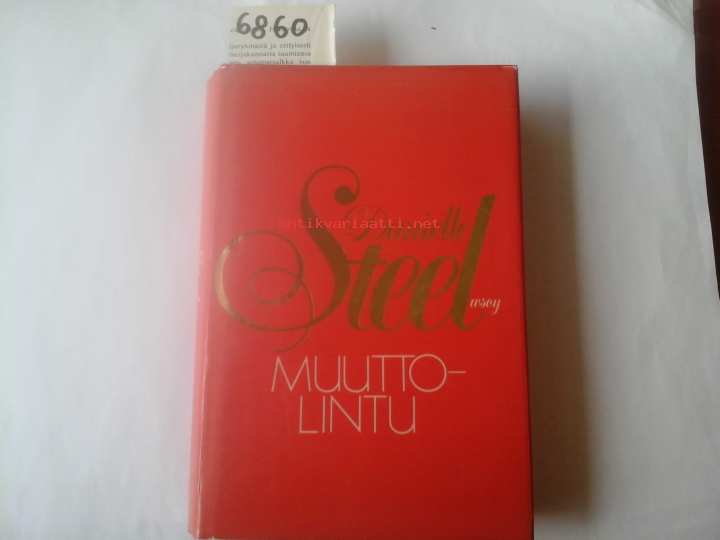 6860
Danielle
Steel
wsoy
MUUTTO-
LINTU
antikvariaatti.net